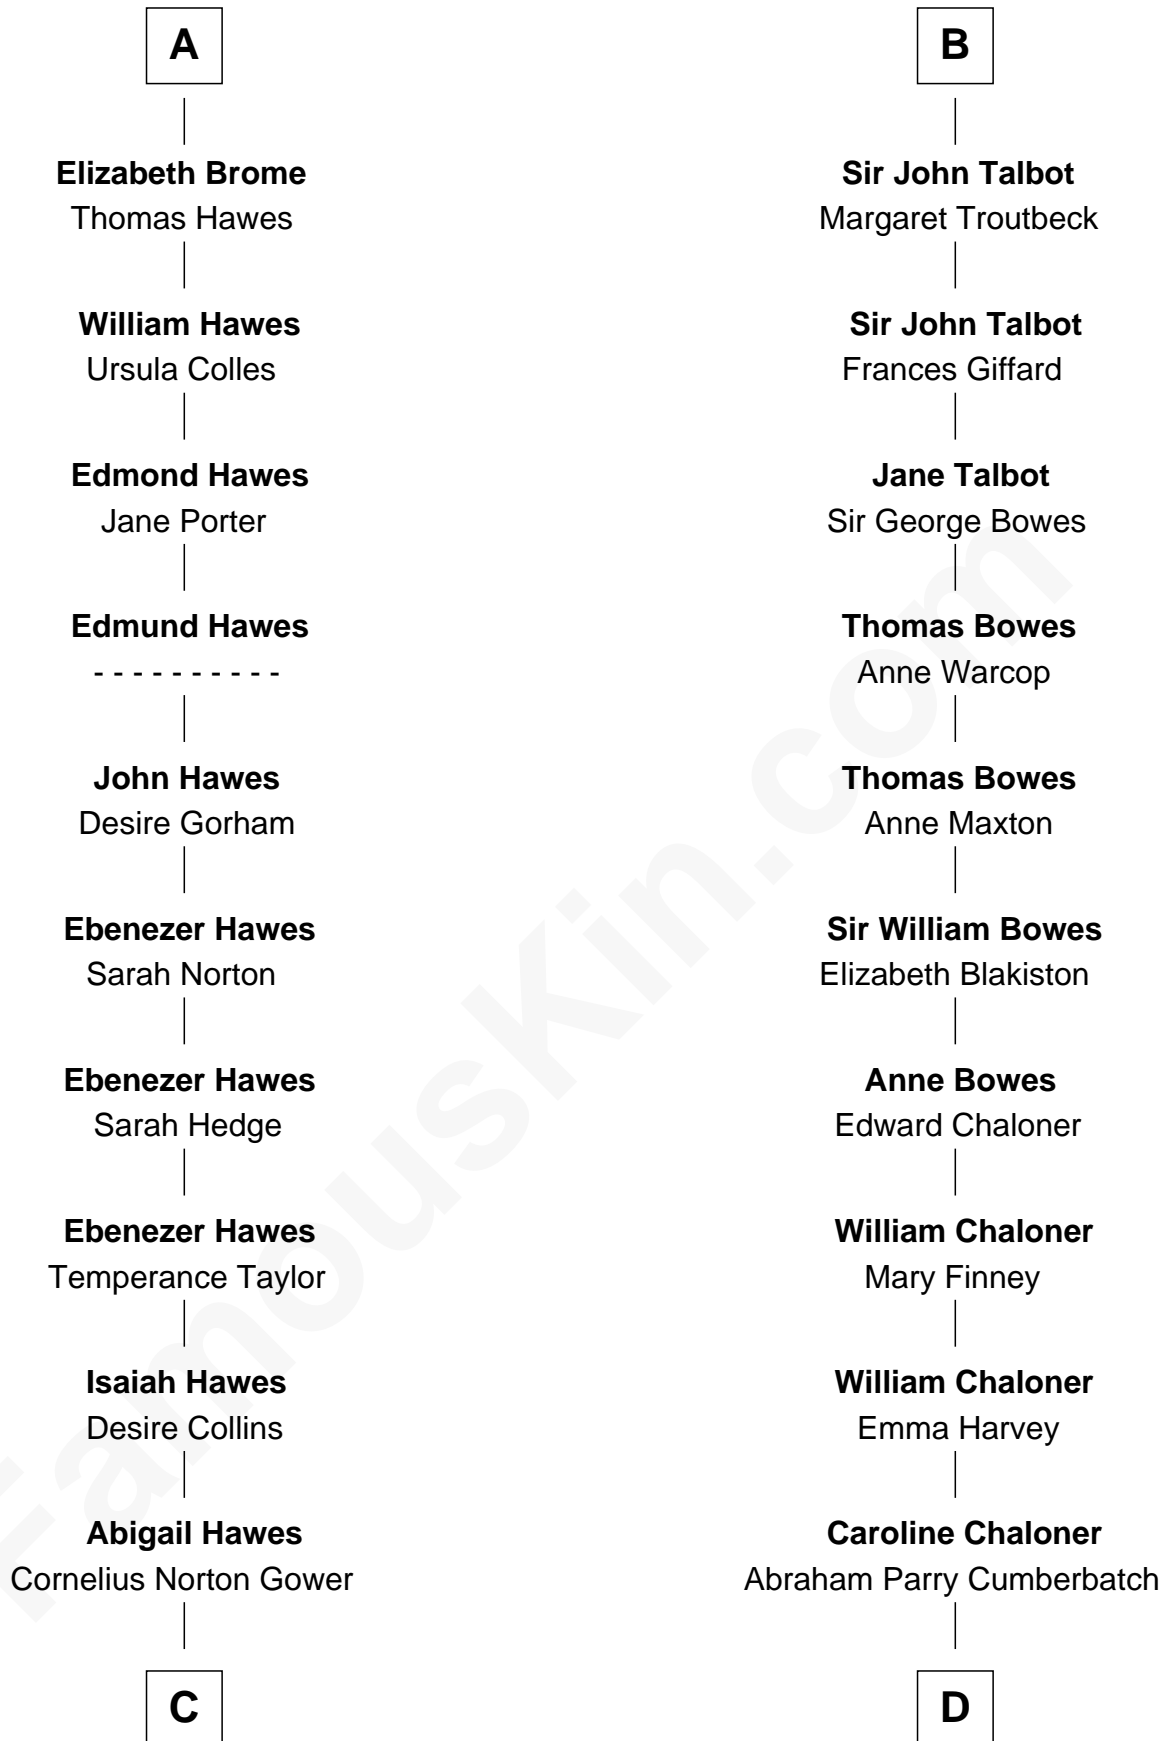 A
Elizabeth Brome
Thomas Hawes
William Hawes
Ursula Colles
Edmond Hawes
Jane Porter
Edmund Hawes
- - - - - - - - - -
John Hawes
Desire Gorham
Ebenezer Hawes
Sarah Norton
Ebenezer Hawes
Sarah Hedge
Ebenezer Hawes
Temperance Taylor
Isaiah Hawes
Desire Collins
Abigail Hawes
Cornelius Norton Gower
C
B
Sir John Talbot
Margaret Troutbeck
Sir John Talbot
Frances Giffard
Jane Talbot
Sir George Bowes
Thomas Bowes
Anne Warcop
Thomas Bowes
Anne Maxton
Sir William Bowes
Elizabeth Blakiston
Anne Bowes
Edward Chaloner
William Chaloner
Mary Finney
William Chaloner
Emma Harvey
Caroline Chaloner
Abraham Parry Cumberbatch
D
FamousKin.com